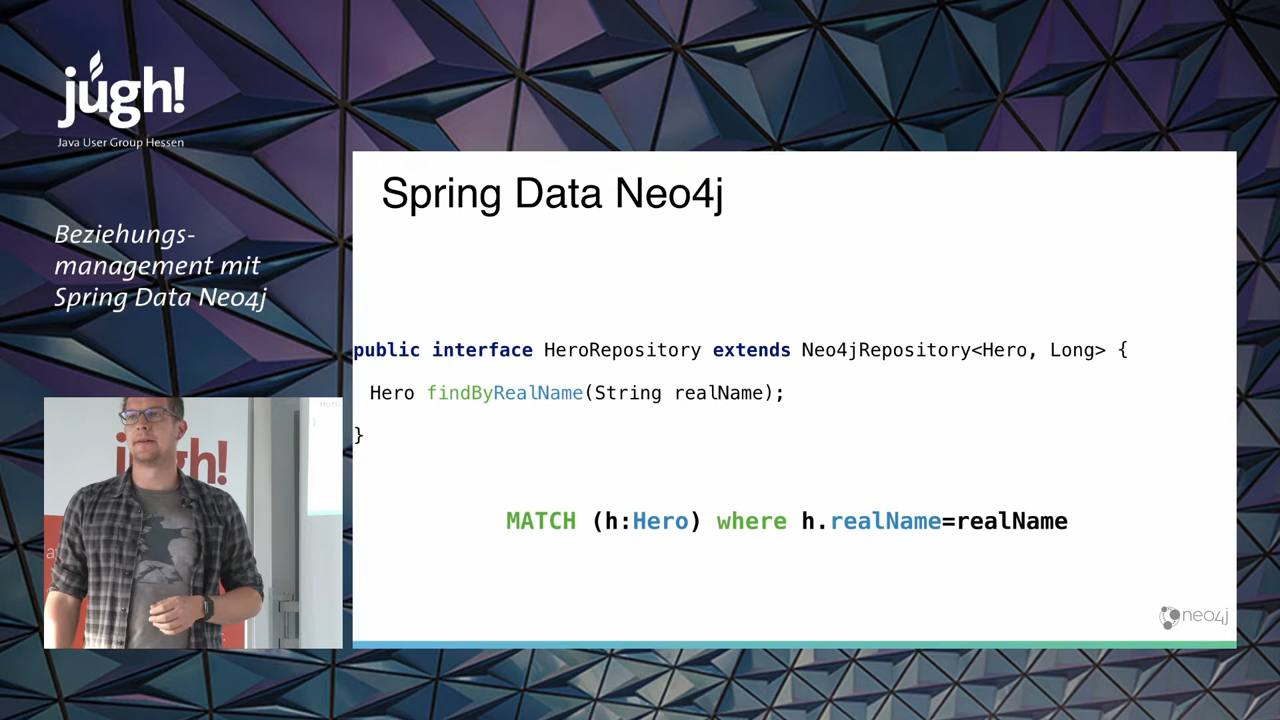 jugh!
Java User Group Hessen
Beziehungs-
management mit
Spring Data Neo4j
Spring Data Neo4j
public interface HeroRepository extends Neo4jRepository<Hero, Long> {
Hero findByRealName(String realName);
}
MATCH (h:Hero) where h.realName=realName
neo4j
jugh!